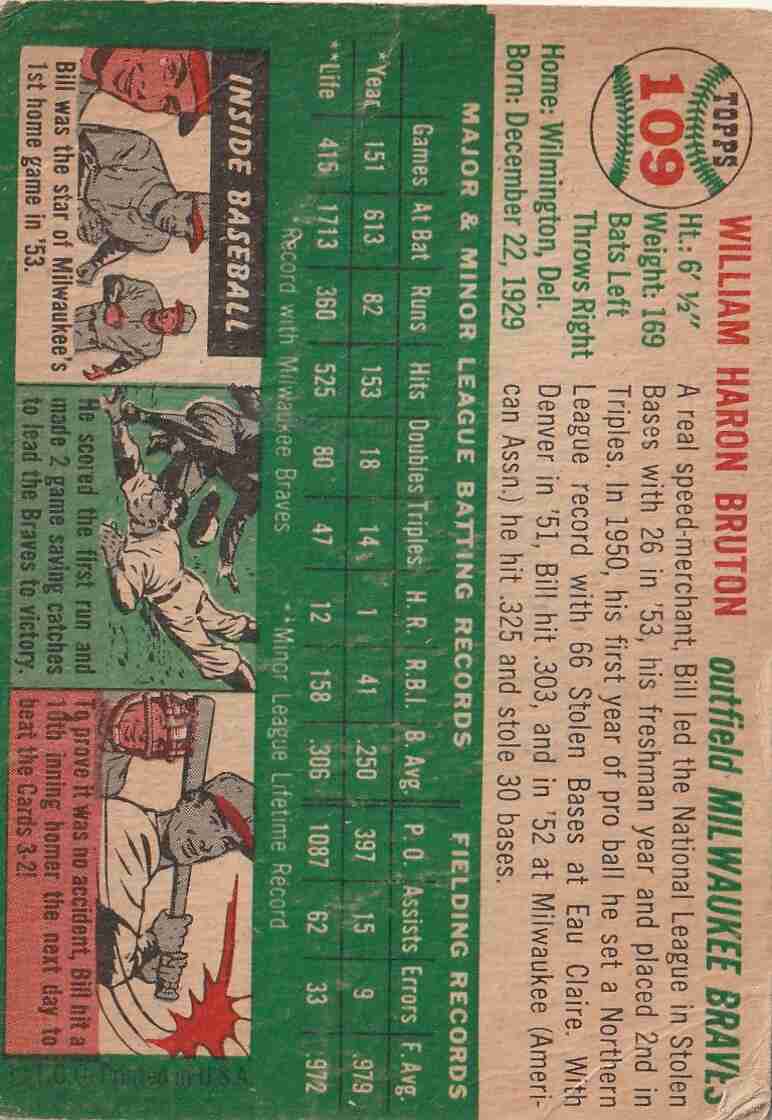 TOPPS
109
WILLIAM HARON BRUTON outfield MILWAUKEE BRAVES
Ht.: 6' ½"
Weight: 169
Bats Left
Throws Right
Home: Wilmington, Del.
Born: December 22, 1929
A real speed-merchant, Bill led the National League in Stolen
Bases with 26 in '53, his freshman year and placed 2nd in
Triples. In 1950, his first year of pro ball he set a Northern
League record with 66 Stolen Bases at Eau Claire. With
Denver in '51, Bill hit .303, and in '52 at Milwaukee (Ameri-
can Assn.) he hit .325 and stole 30 bases.
MAJOR & MINOR LEAGUE BATTING RECORDS FIELDING RECORDS
Games At Bat Runs Hits Doubles Triples H.R. R.B.I. B. Avg. P.O. Assists Errors F. Avg.
*Year 151 613 82 153 18 14 1 41 .250 397 15 9 .979
**Life 415 1713 360 525 80 47 12 158 .306 1087 62 33 .972
Record with Milwaukee Braves **Minor League Lifetime Record
INSIDE BASEBALL
Bill was the star of Milwaukee's
1st home game in '53.
He scored the first run and
made 2 game saving catches
to lead the Braves to victory.
To prove it was no accident, Bill hit a
10th inning homer the next day to
beat the Cards 3-2!
T.C.G. Printed in U.S.A.